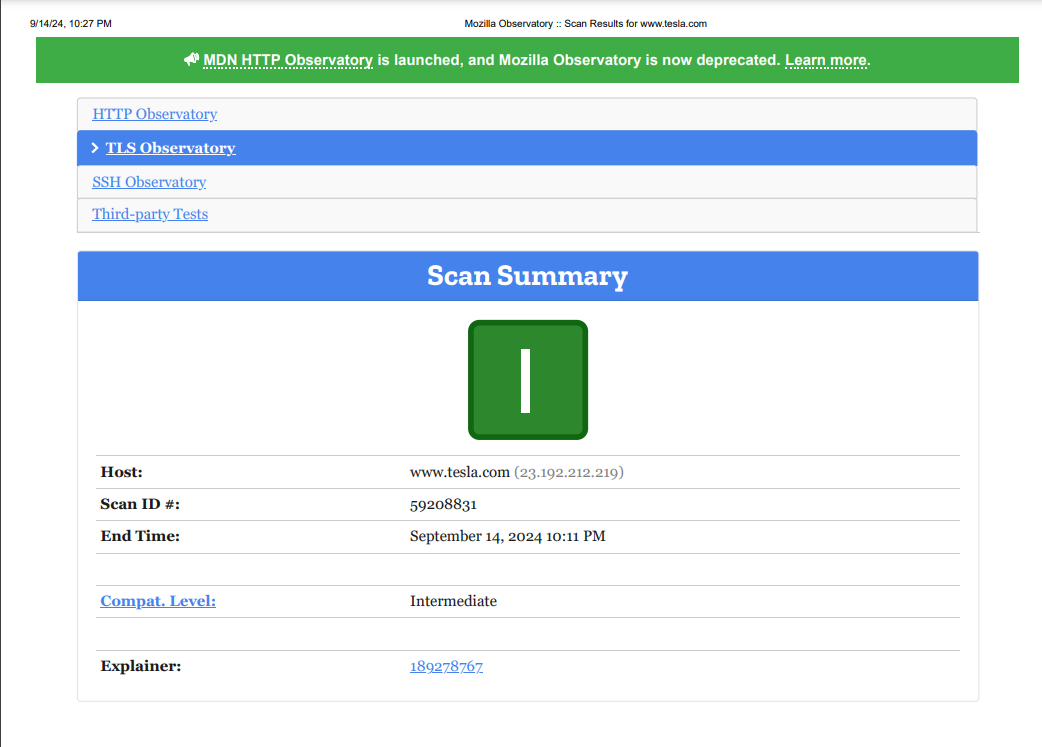 9/14/24, 10:27 PM Mozilla Observatory :: Scan Results for www.tesla.com
MDN HTTP Observatory is launched, and Mozilla Observatory is now deprecated. Learn more.
HTTP Observatory
TLS Observatory
SSH Observatory
Third-party Tests
Scan Summary
I
Host: www.tesla.com (23.192.212.219)
Scan ID #: 59208831
End Time: September 14, 2024 10:11 PM
Compat. Level: Intermediate
Explainer: 189278767